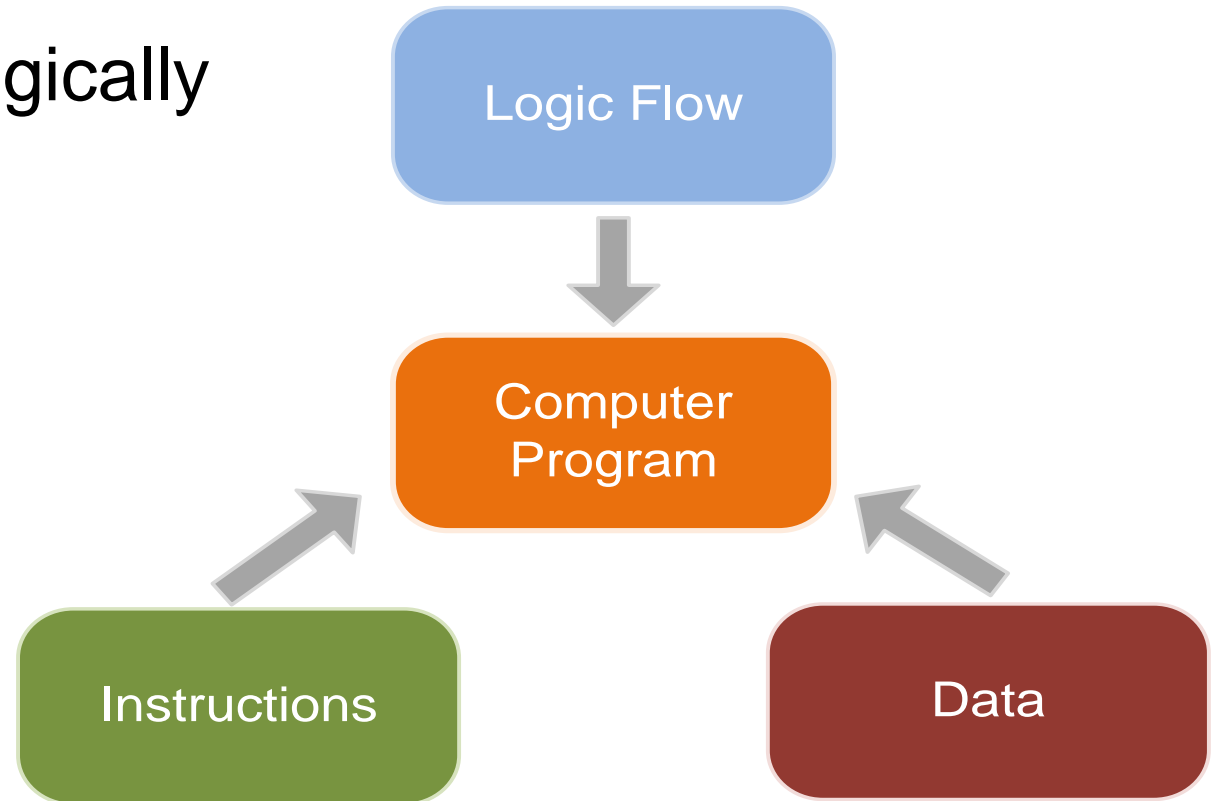 gically
Logic Flow
Computer
Program
Instructions
Data